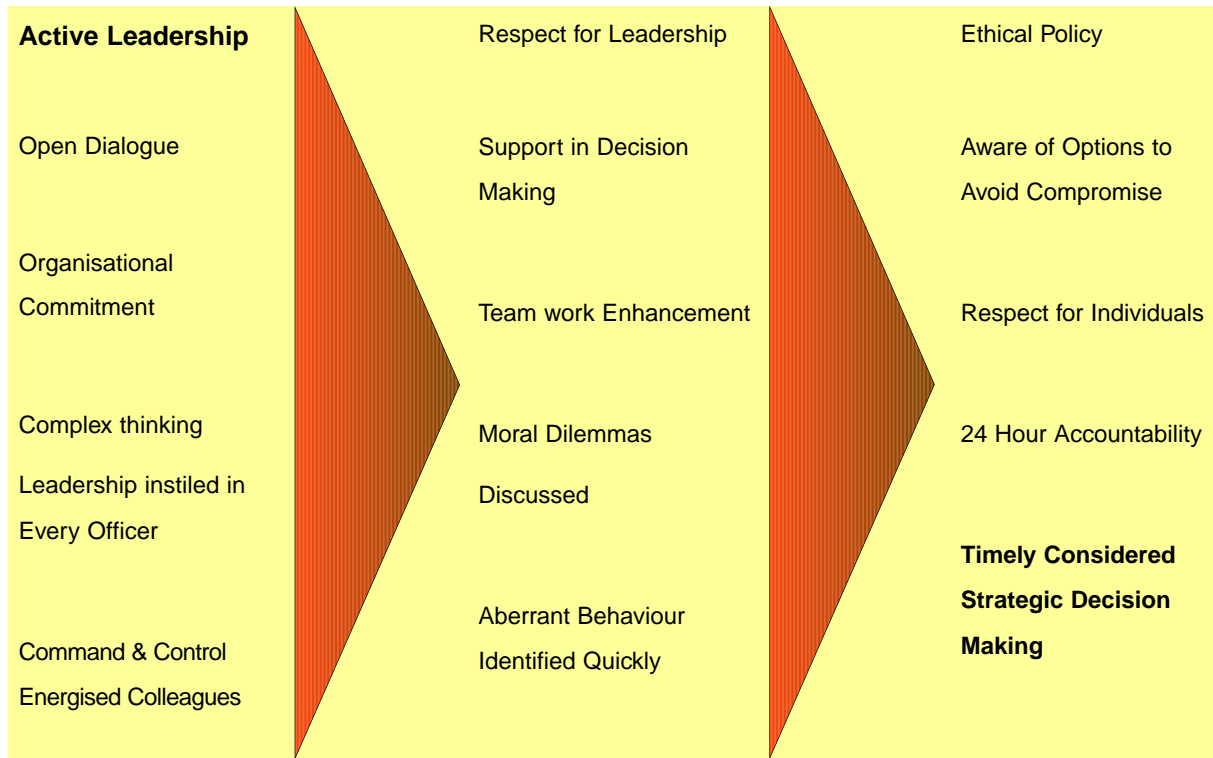 Active Leadership
Open Dialogue
Organisational
Commitment
Complex thinking
Leadership instiled in
Every Officer
Command & Control
Energised Colleagues
Respect for Leadership
Support in Decision
Making
Team work Enhancement
Moral Dilemmas
Discussed
Aberrant Behaviour
Identified Quickly
Ethical Policy
Aware of Options to
Avoid Compromise
Respect for Individuals
24 Hour Accountability
Timely Considered
Strategic Decision
Making